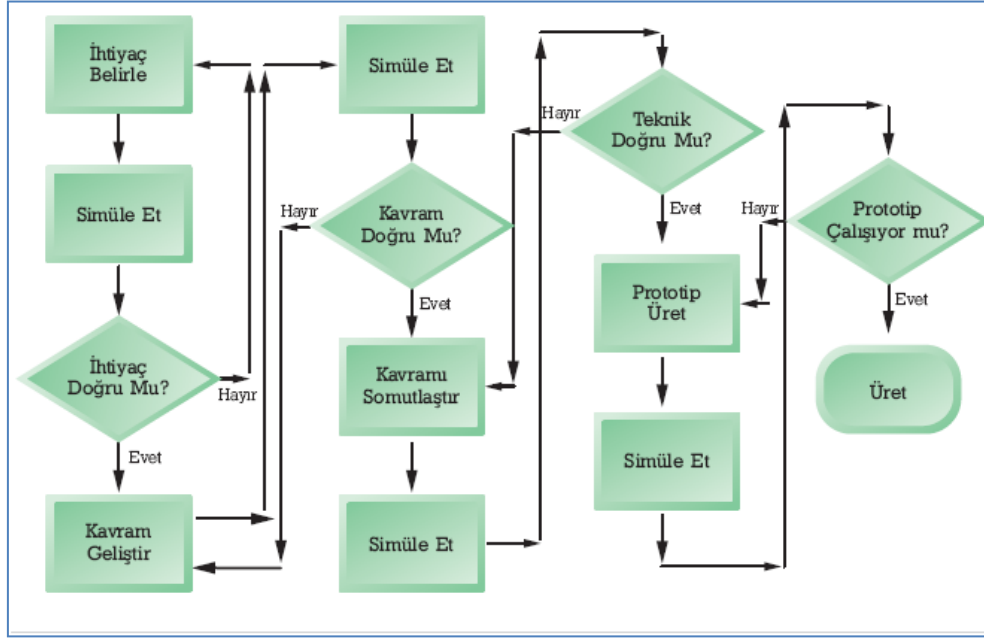 İhtiyaç
Belirle
Simüle Et
İhtiyaç
Doğru Mu?
Hayır
Evet
Kavram
Geliştir
Simüle Et
Kavram
Doğru Mu?
Hayır
Evet
Kavramı
Somutlaştır
Simüle Et
Teknik
Doğru Mu?
Hayır
Evet
Prototip
Üret
Simüle Et
Prototip
Çalışıyor mu?
Hayır
Evet
Üret